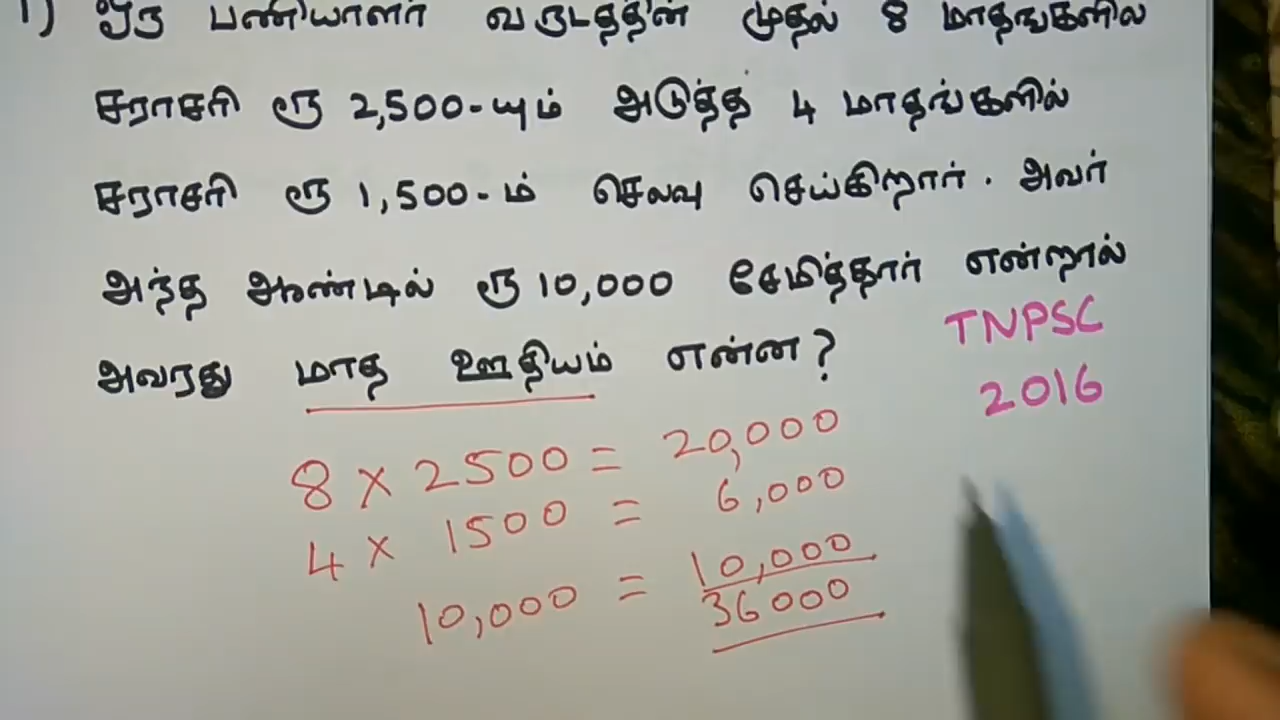 1) ஒரு பணியாளர் வருடத்தின் முதல் 8 மாதங்களில்
சராசரி ரூ 2,500-யும் அடுத்த 4 மாதங்களில்
சராசரி ரூ 1,500-ம் செலவு செய்கிறார். அவர்
அந்த ஆண்டில் ரூ 10,000 சேமித்தார் என்றால்
அவரது மாத ஊதியம் என்ன?
TNPSC
2016
8 x 2500 = 20,000
4 x 1500 = 6,000
10,000 = 10,000
36000